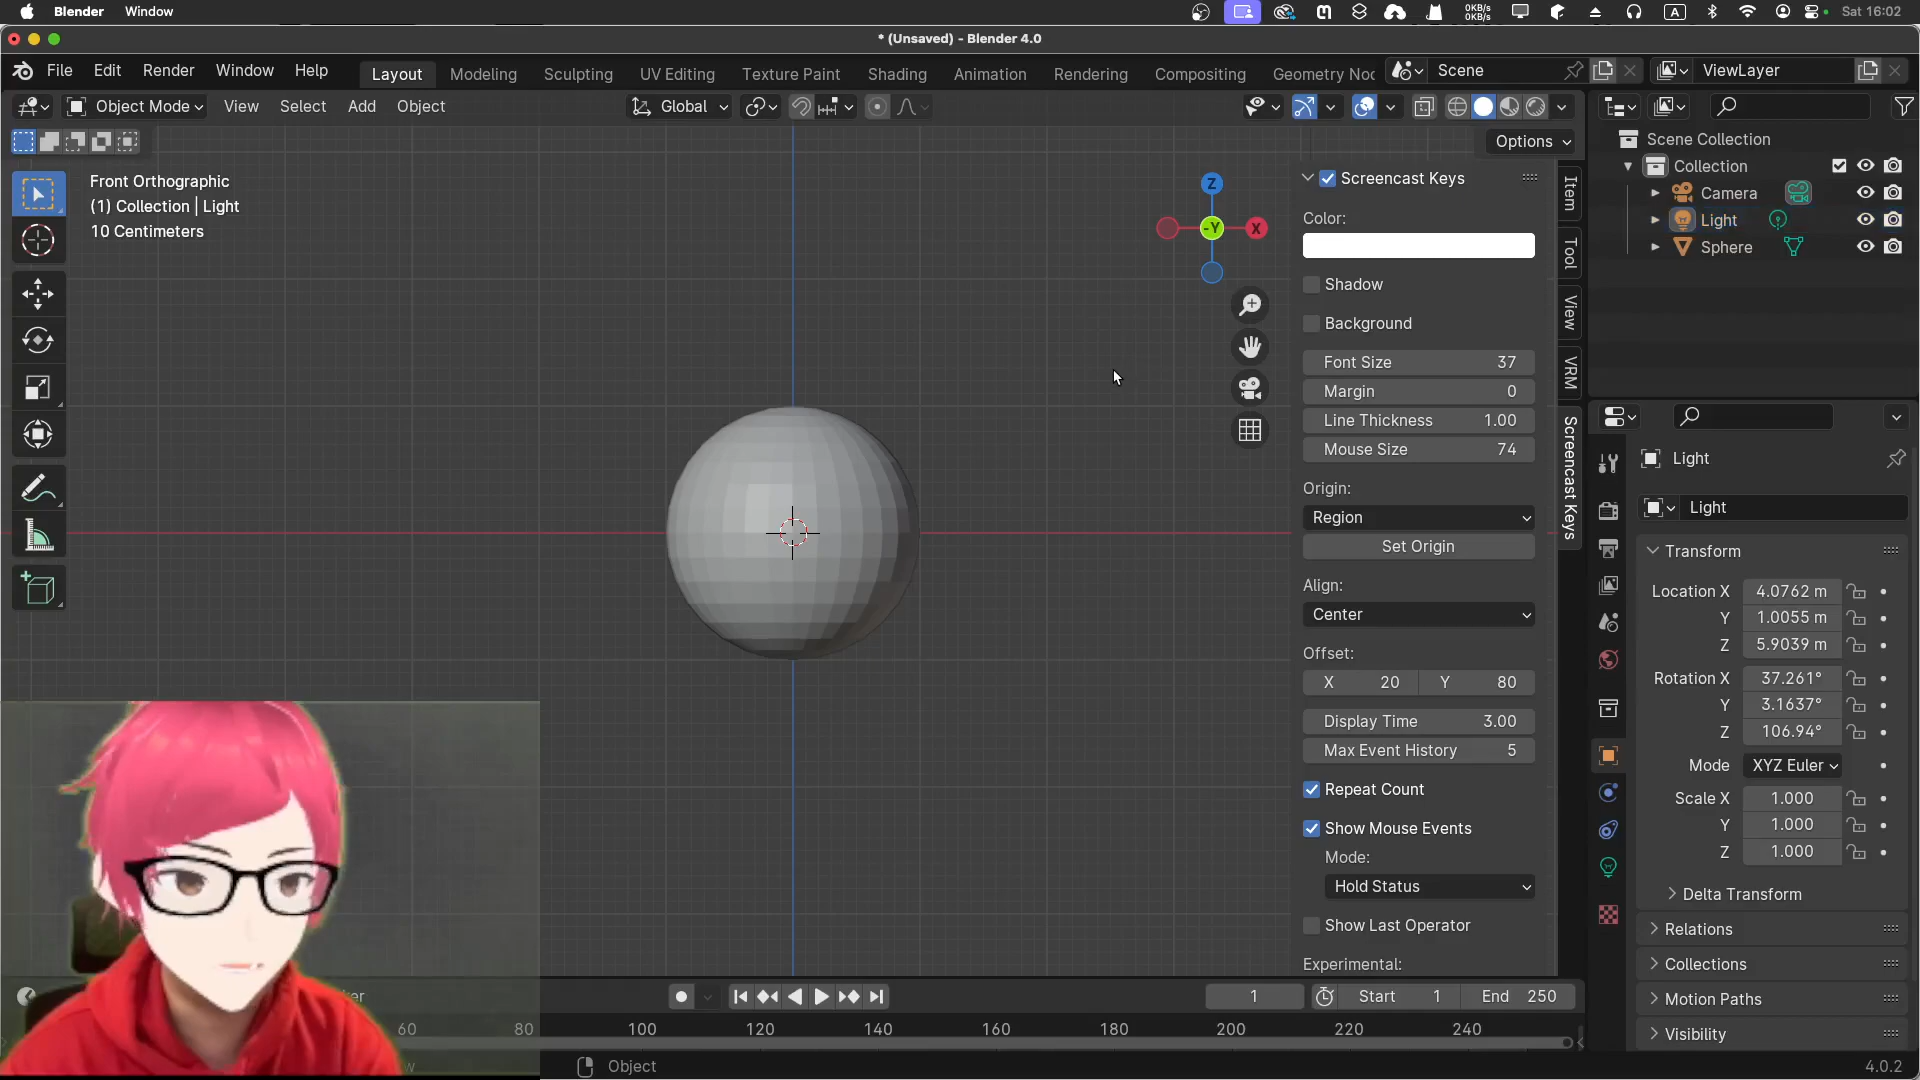 Blender Window
0KB/s
0KB/s
A
Sat 16:02
* (Unsaved) - Blender 4.0
File Edit Render Window Help
Layout Modeling Sculpting UV Editing Texture Paint Shading Animation Rendering Compositing Geometry Noc
Scene
ViewLayer
Object Mode View Select Add Object
Global
Options
Front Orthographic
(1) Collection | Light
10 Centimeters
Z
-Y
X
Screencast Keys
Color:
Shadow
Background
Font Size 37
Margin 0
Line Thickness 1.00
Mouse Size 74
Origin:
Region
Set Origin
Align:
Center
Offset:
X 20 Y 80
Display Time 3.00
Max Event History 5
Repeat Count
Show Mouse Events
Mode:
Hold Status
Show Last Operator
Experimental:
Item
Tool
View
VRM
Screencast Keys
Scene Collection
Collection
Camera
Light
Sphere
Light
Light
Transform
Location X 4.0762 m
Y 1.0055 m
Z 5.9039 m
Rotation X 37.261°
Y 3.1637°
Z 106.94°
Mode XYZ Euler
Scale X 1.000
Y 1.000
Z 1.000
Delta Transform
Relations
Collections
Motion Paths
Visibility
1 Start 1 End 250
60 80 100 120 140 160 180 200 220 240
Object
4.0.2